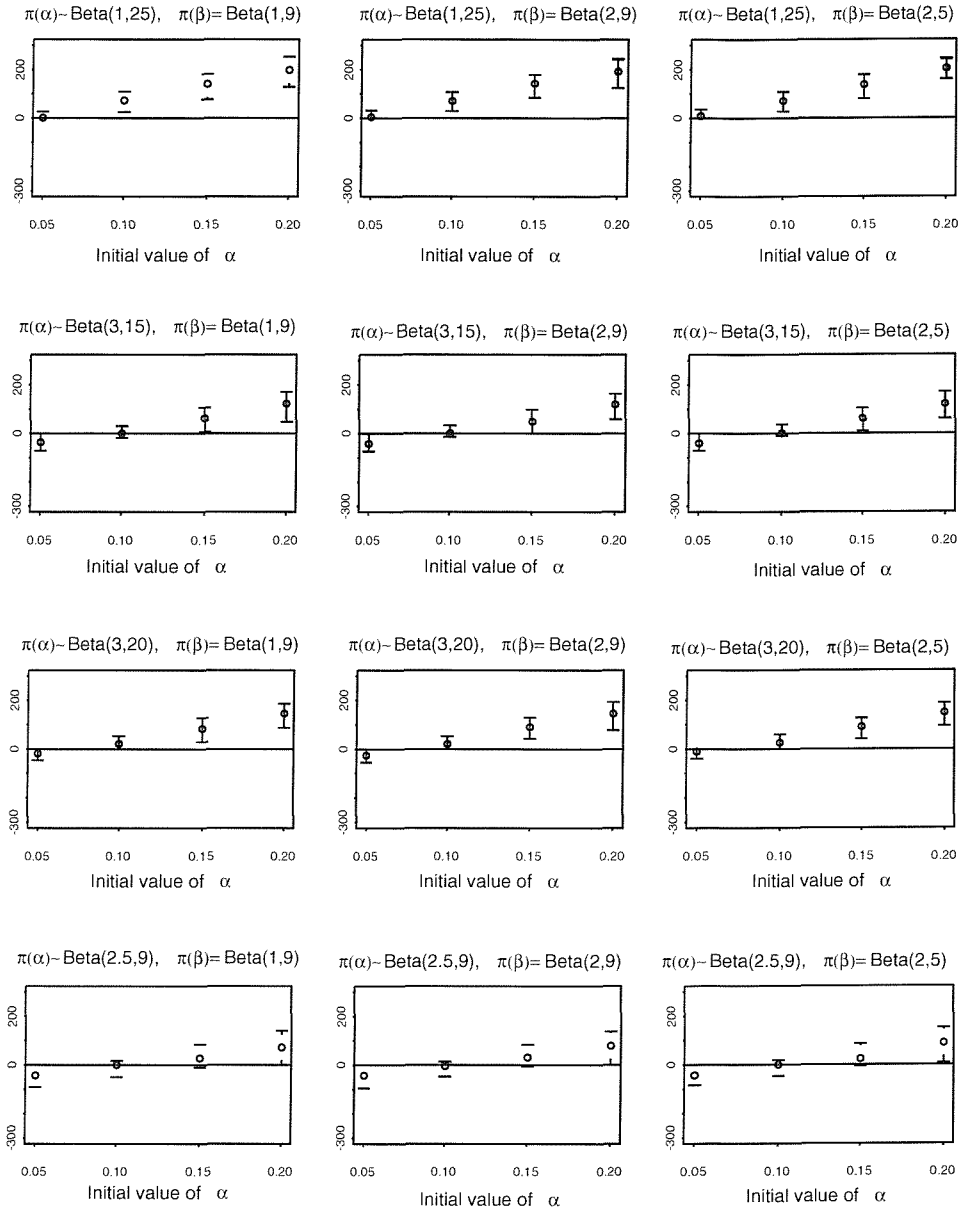 π(α)~Beta(1,25), π(β)= Beta(1,9)
π(α)~Beta(1,25), π(β)= Beta(2,9)
π(α)~Beta(1,25), π(β)= Beta(2,5)
200
0
-300
0.05 0.10 0.15 0.20
Initial value of α
200
0
-300
0.05 0.10 0.15 0.20
Initial value of α
200
0
-300
0.05 0.10 0.15 0.20
Initial value of α
π(α)~Beta(3,15), π(β)= Beta(1,9)
π(α)~Beta(3,15), π(β)= Beta(2,9)
π(α)~Beta(3,15), π(β)= Beta(2,5)
200
0
-300
0.05 0.10 0.15 0.20
Initial value of α
200
0
-300
0.05 0.10 0.15 0.20
Initial value of α
200
0
-300
0.05 0.10 0.15 0.20
Initial value of α
π(α)~Beta(3,20), π(β)= Beta(1,9)
π(α)~Beta(3,20), π(β)= Beta(2,9)
π(α)~Beta(3,20), π(β)= Beta(2,5)
200
0
-300
0.05 0.10 0.15 0.20
Initial value of α
200
0
-300
0.05 0.10 0.15 0.20
Initial value of α
200
0
-300
0.05 0.10 0.15 0.20
Initial value of α
π(α)~Beta(2.5,9), π(β)= Beta(1,9)
π(α)~Beta(2.5,9), π(β)= Beta(2,9)
π(α)~Beta(2.5,9), π(β)= Beta(2,5)
200
0
-300
0.05 0.10 0.15 0.20
Initial value of α
200
0
-300
0.05 0.10 0.15 0.20
Initial value of α
200
0
-300
0.05 0.10 0.15 0.20
Initial value of α